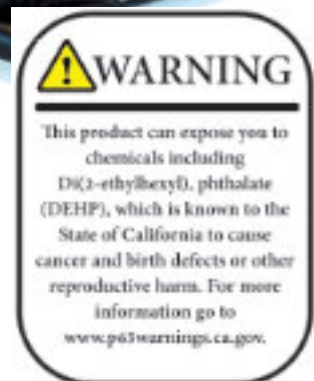 WARNING
This product can expose you to
chemicals including
Di(2-ethylhexyl), phthalate
(DEHP), which is known to the
State of California to cause
cancer and birth defects or other
reproductive harm. For more
information go to
www.p65warnings.ca.gov.